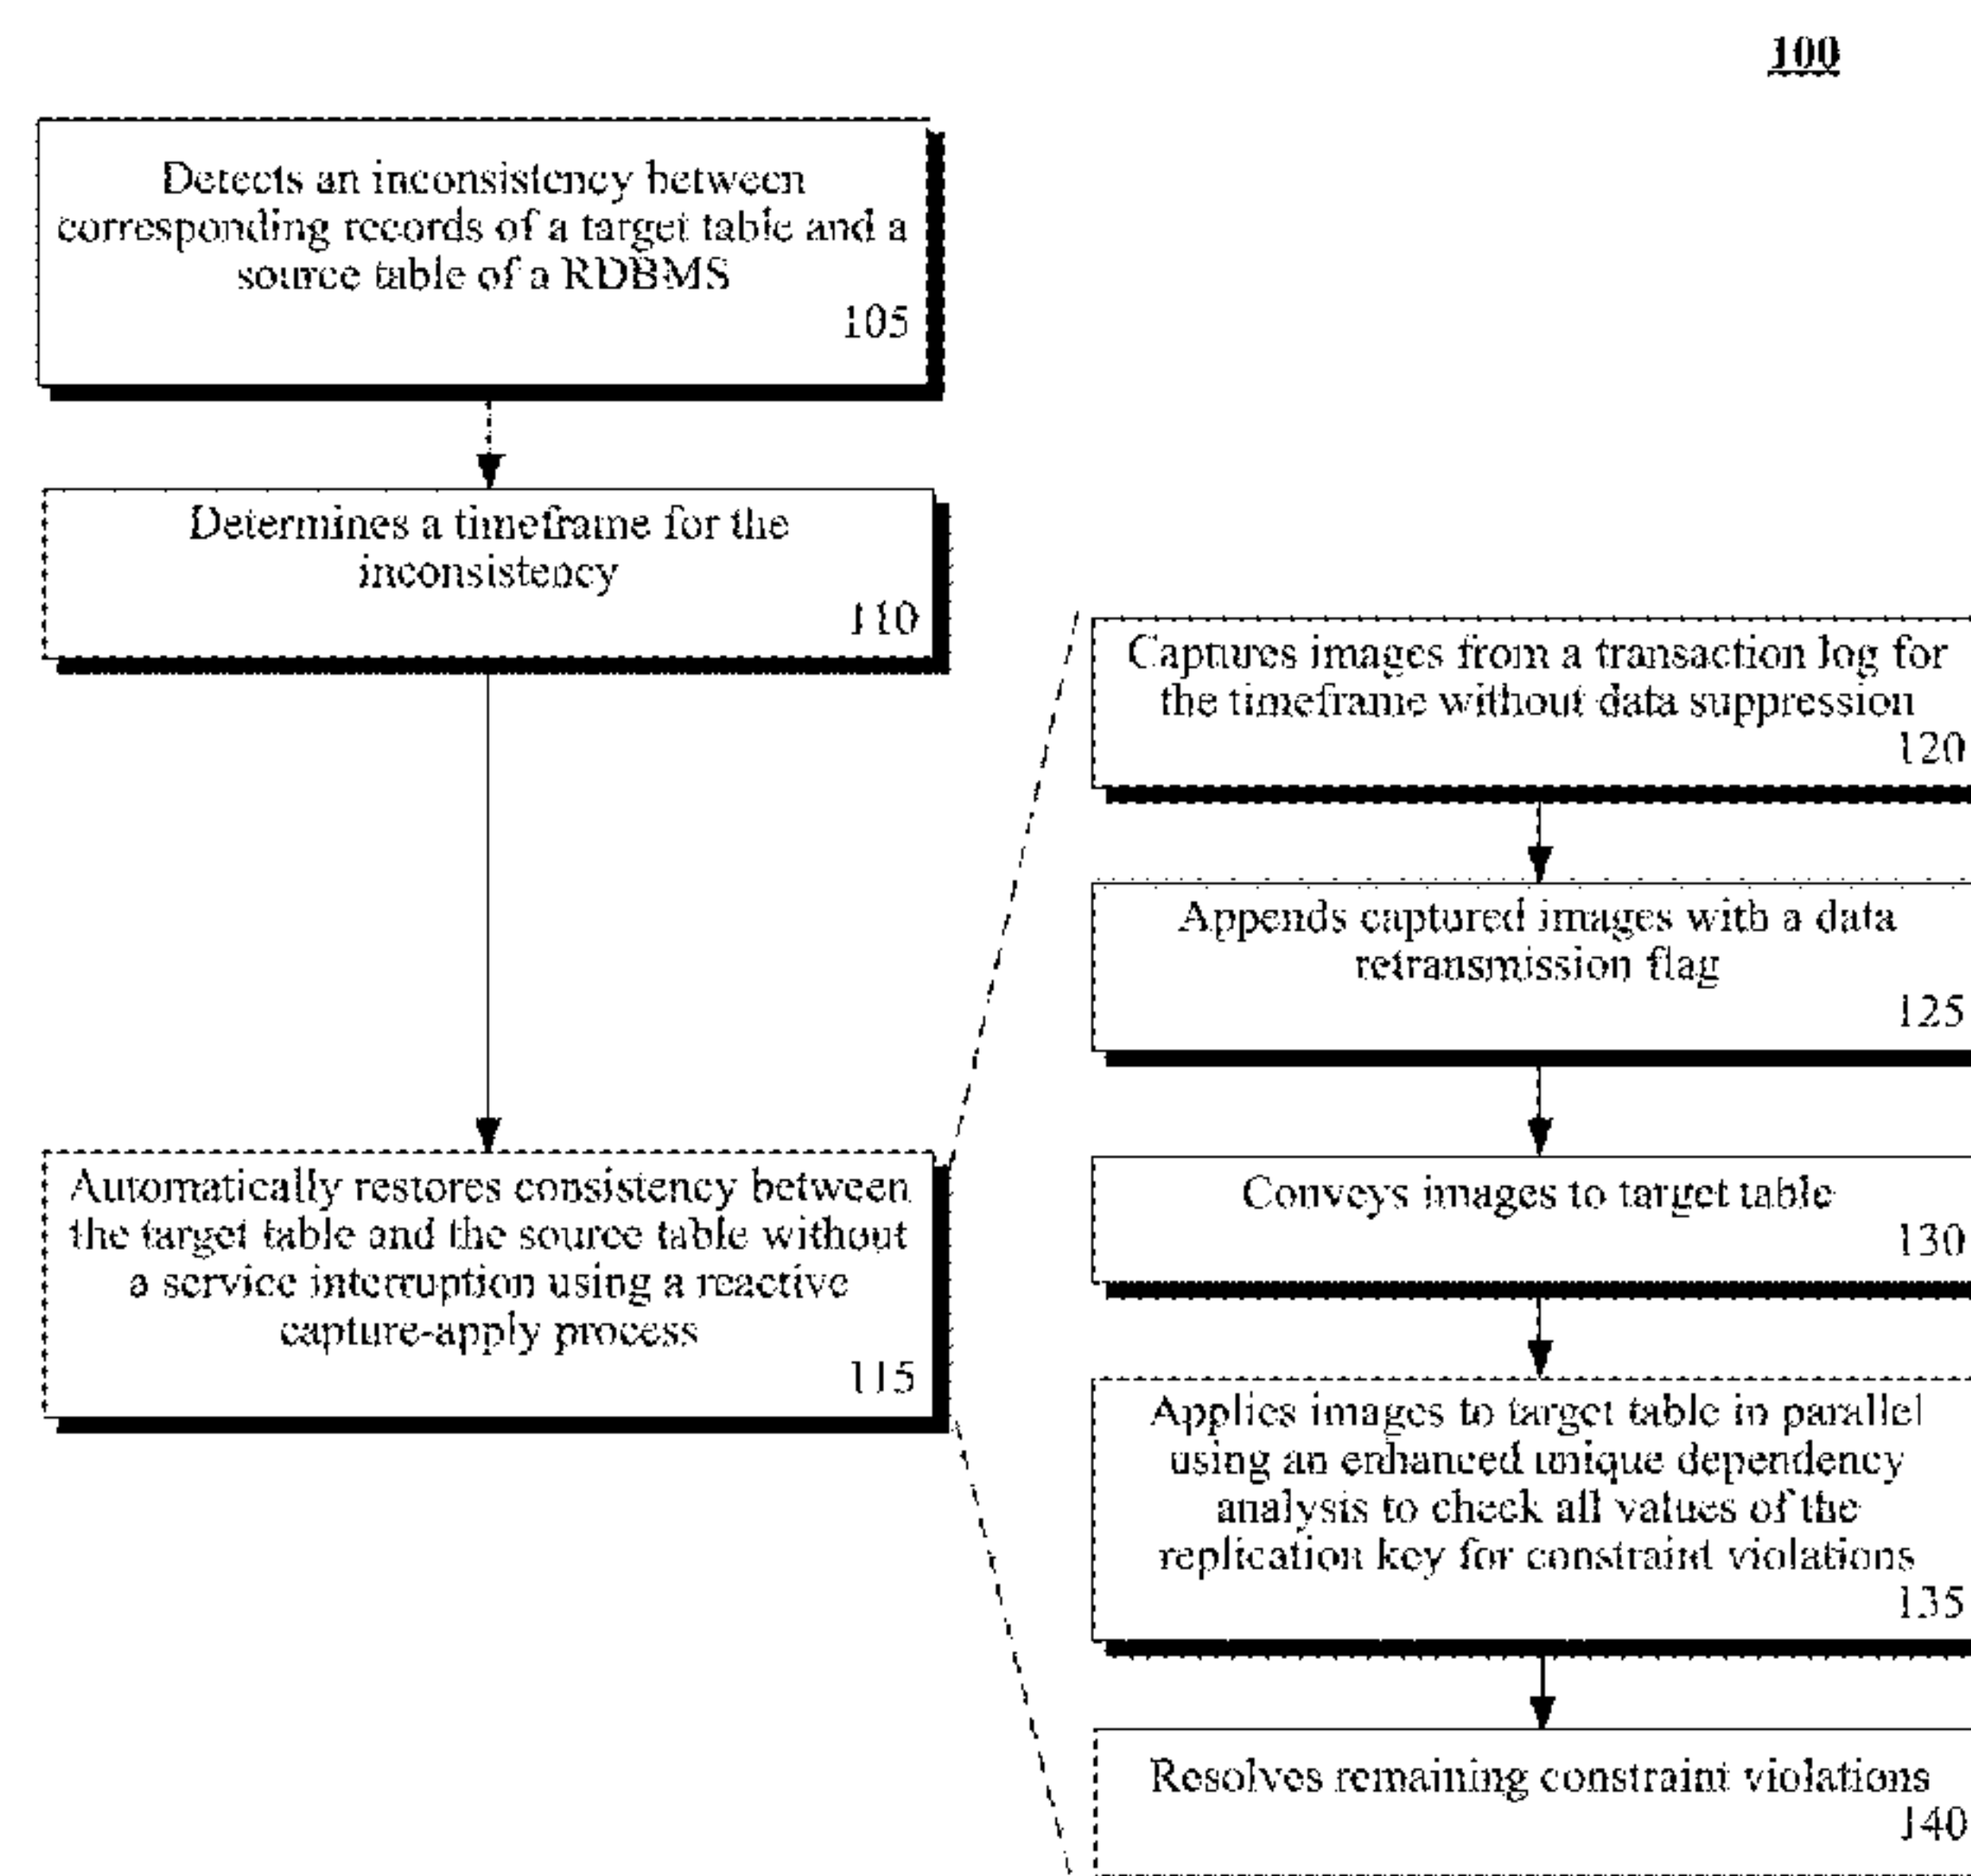 100
Detects an inconsistency between
corresponding records of a target table and a
source table of a RDBMS
105
Determines a timeframe for the
inconsistency
110
Automatically restores consistency between
the target table and the source table without
a service interruption using a reactive
capture-apply process
115
Captures images from a transaction log for
the timeframe without data suppression
120
Appends captured images with a data
retransmission flag
125
Conveys images to target table
130
Applies images to target table in parallel
using an enhanced unique dependency
analysis to check all values of the
replication key for constraint violations
135
Resolves remaining constraint violations
140